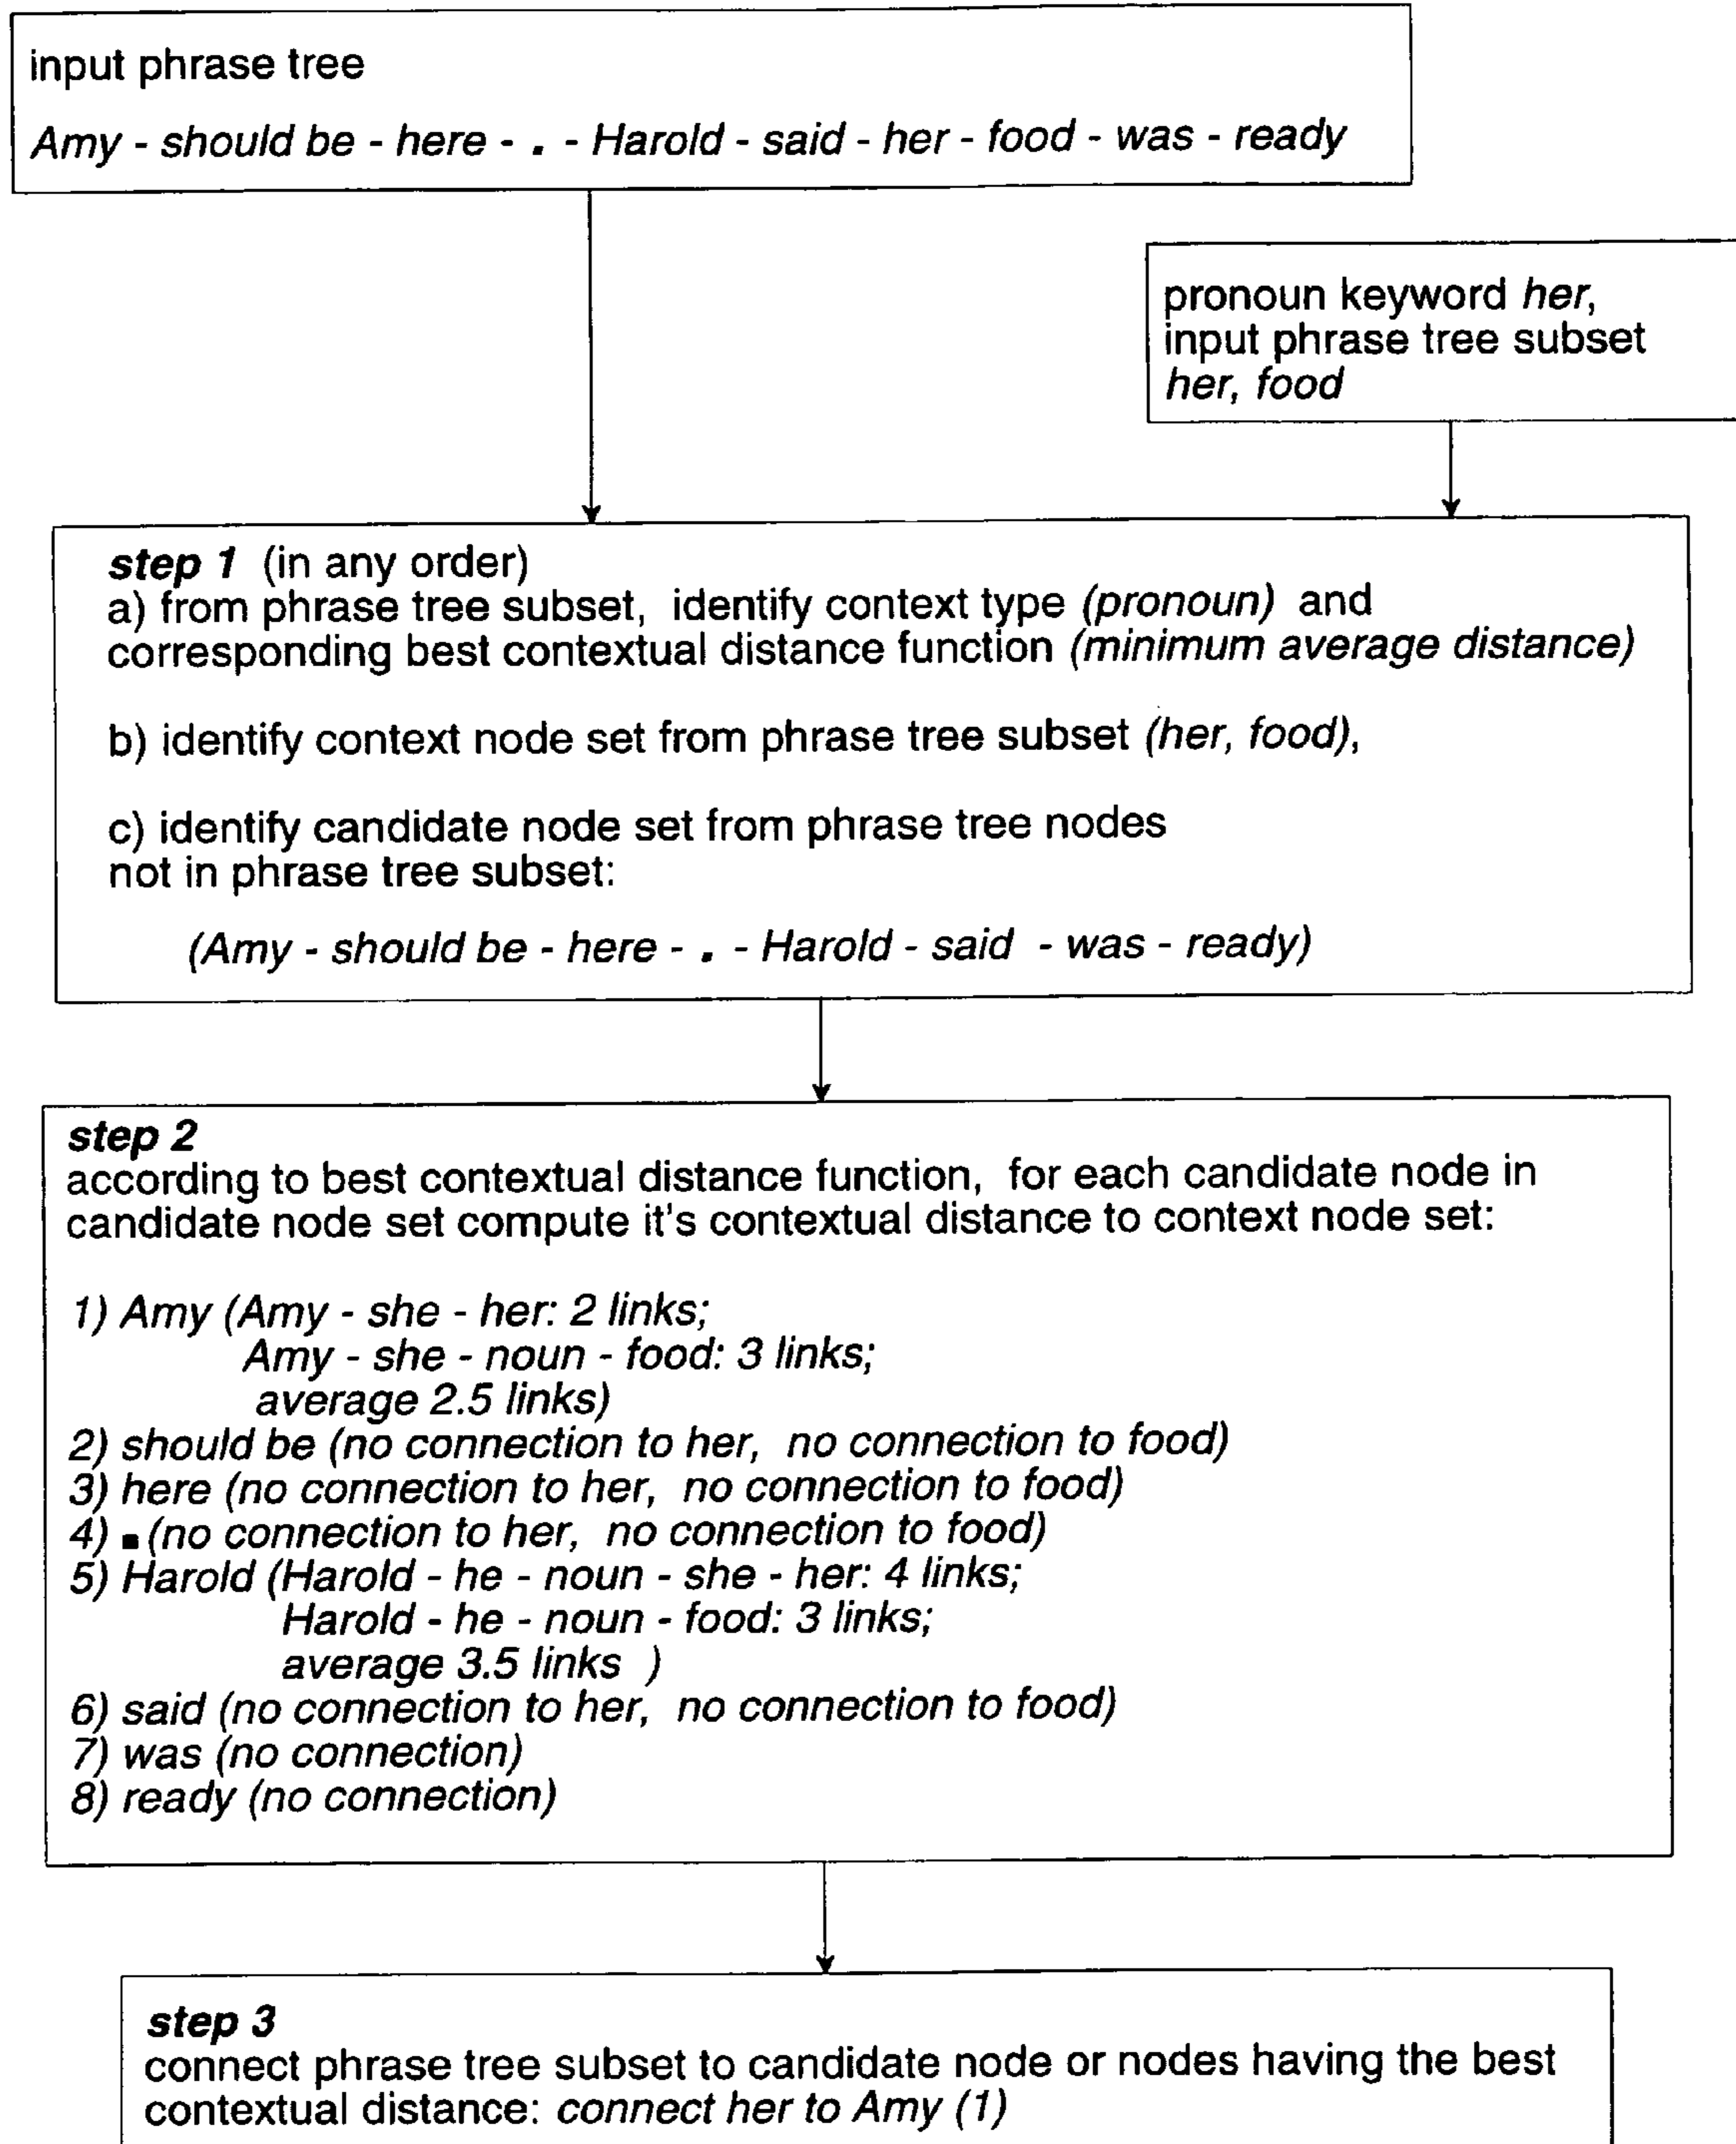 input phrase tree
Amy - should be - here - . - Harold - said - her - food - was - ready
pronoun keyword her,
input phrase tree subset
her, food
step 1 (in any order)
a) from phrase tree subset, identify context type (pronoun) and
corresponding best contextual distance function (minimum average distance)
b) identify context node set from phrase tree subset (her, food),
c) identify candidate node set from phrase tree nodes
not in phrase tree subset:
(Amy - should be - here - . - Harold - said - was - ready)
step 2
according to best contextual distance function, for each candidate node in
candidate node set compute it's contextual distance to context node set:
1) Amy (Amy - she - her: 2 links;
Amy - she - noun - food: 3 links;
average 2.5 links)
2) should be (no connection to her, no connection to food)
3) here (no connection to her, no connection to food)
4) . (no connection to her, no connection to food)
5) Harold (Harold - he - noun - she - her: 4 links;
Harold - he - noun - food: 3 links;
average 3.5 links )
6) said (no connection to her, no connection to food)
7) was (no connection)
8) ready (no connection)
step 3
connect phrase tree subset to candidate node or nodes having the best
contextual distance: connect her to Amy (1)